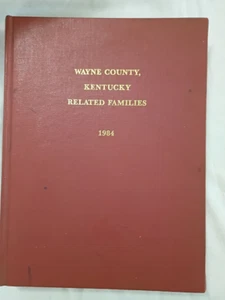 WAYNE COUNTY,
KENTUCKY
RELATED FAMILIES
1984